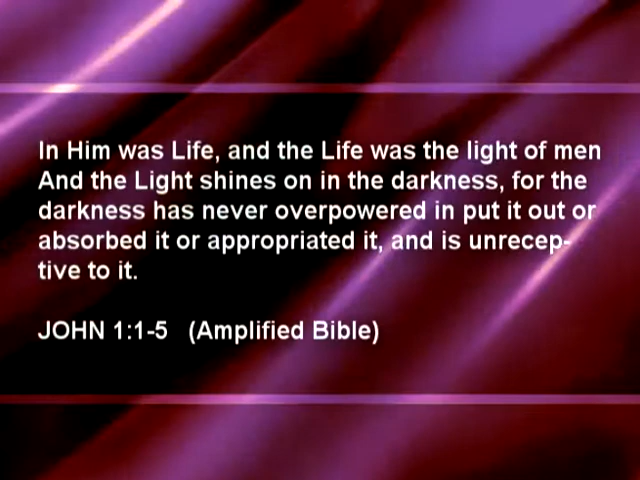 In Him was Life, and the Life was the light of men
And the Light shines on in the darkness, for the
darkness has never overpowered in put it out or
absorbed it or appropriated it, and is unrecep-
tive to it.
JOHN 1:1-5 (Amplified Bible)